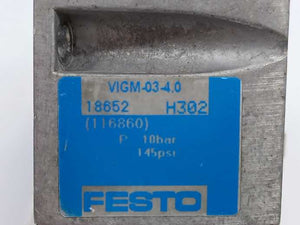 VIGM-03-4.0
18652 H302
(116860)
P 10bar
145psi
FESTO